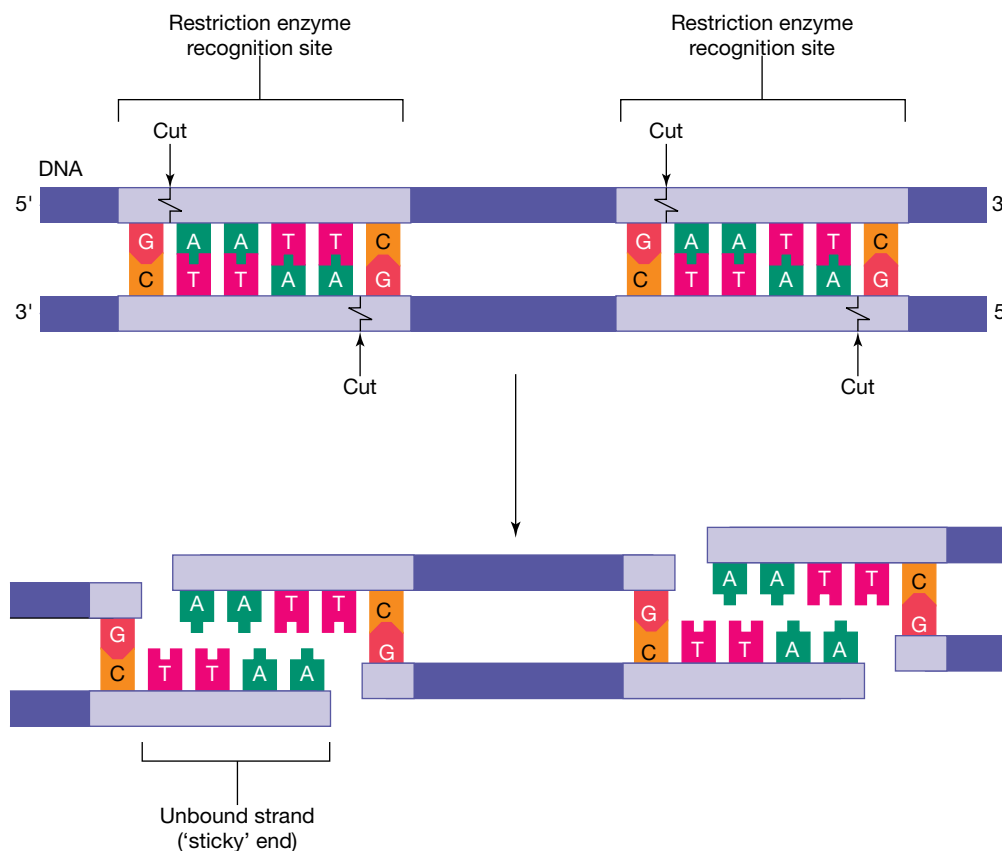 Restriction enzyme
recognition site
Restriction enzyme
recognition site
Cut
Cut
DNA
5'
3'
G A A T T C
G A A T T C
C T T A A G
C T T A A G
3'
5'
Cut
Cut
A A T T C
A A T T C
G
G
G
G
C T T A A
C T T A A
Unbound strand
(‘sticky’ end)